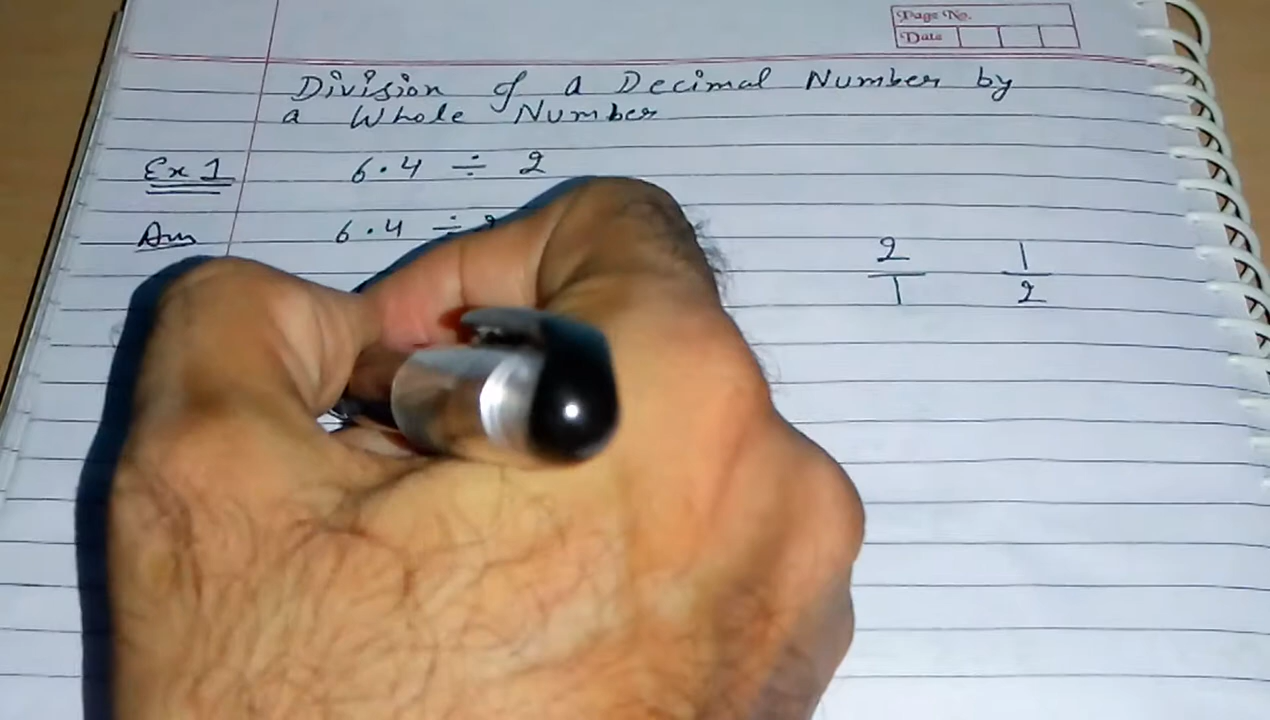 Page No.
Date
Division of a Decimal Number by
a Whole Number
Ex 1 6.4 ÷ 2
Ans 6.4 ÷ 2
2/1 1/2